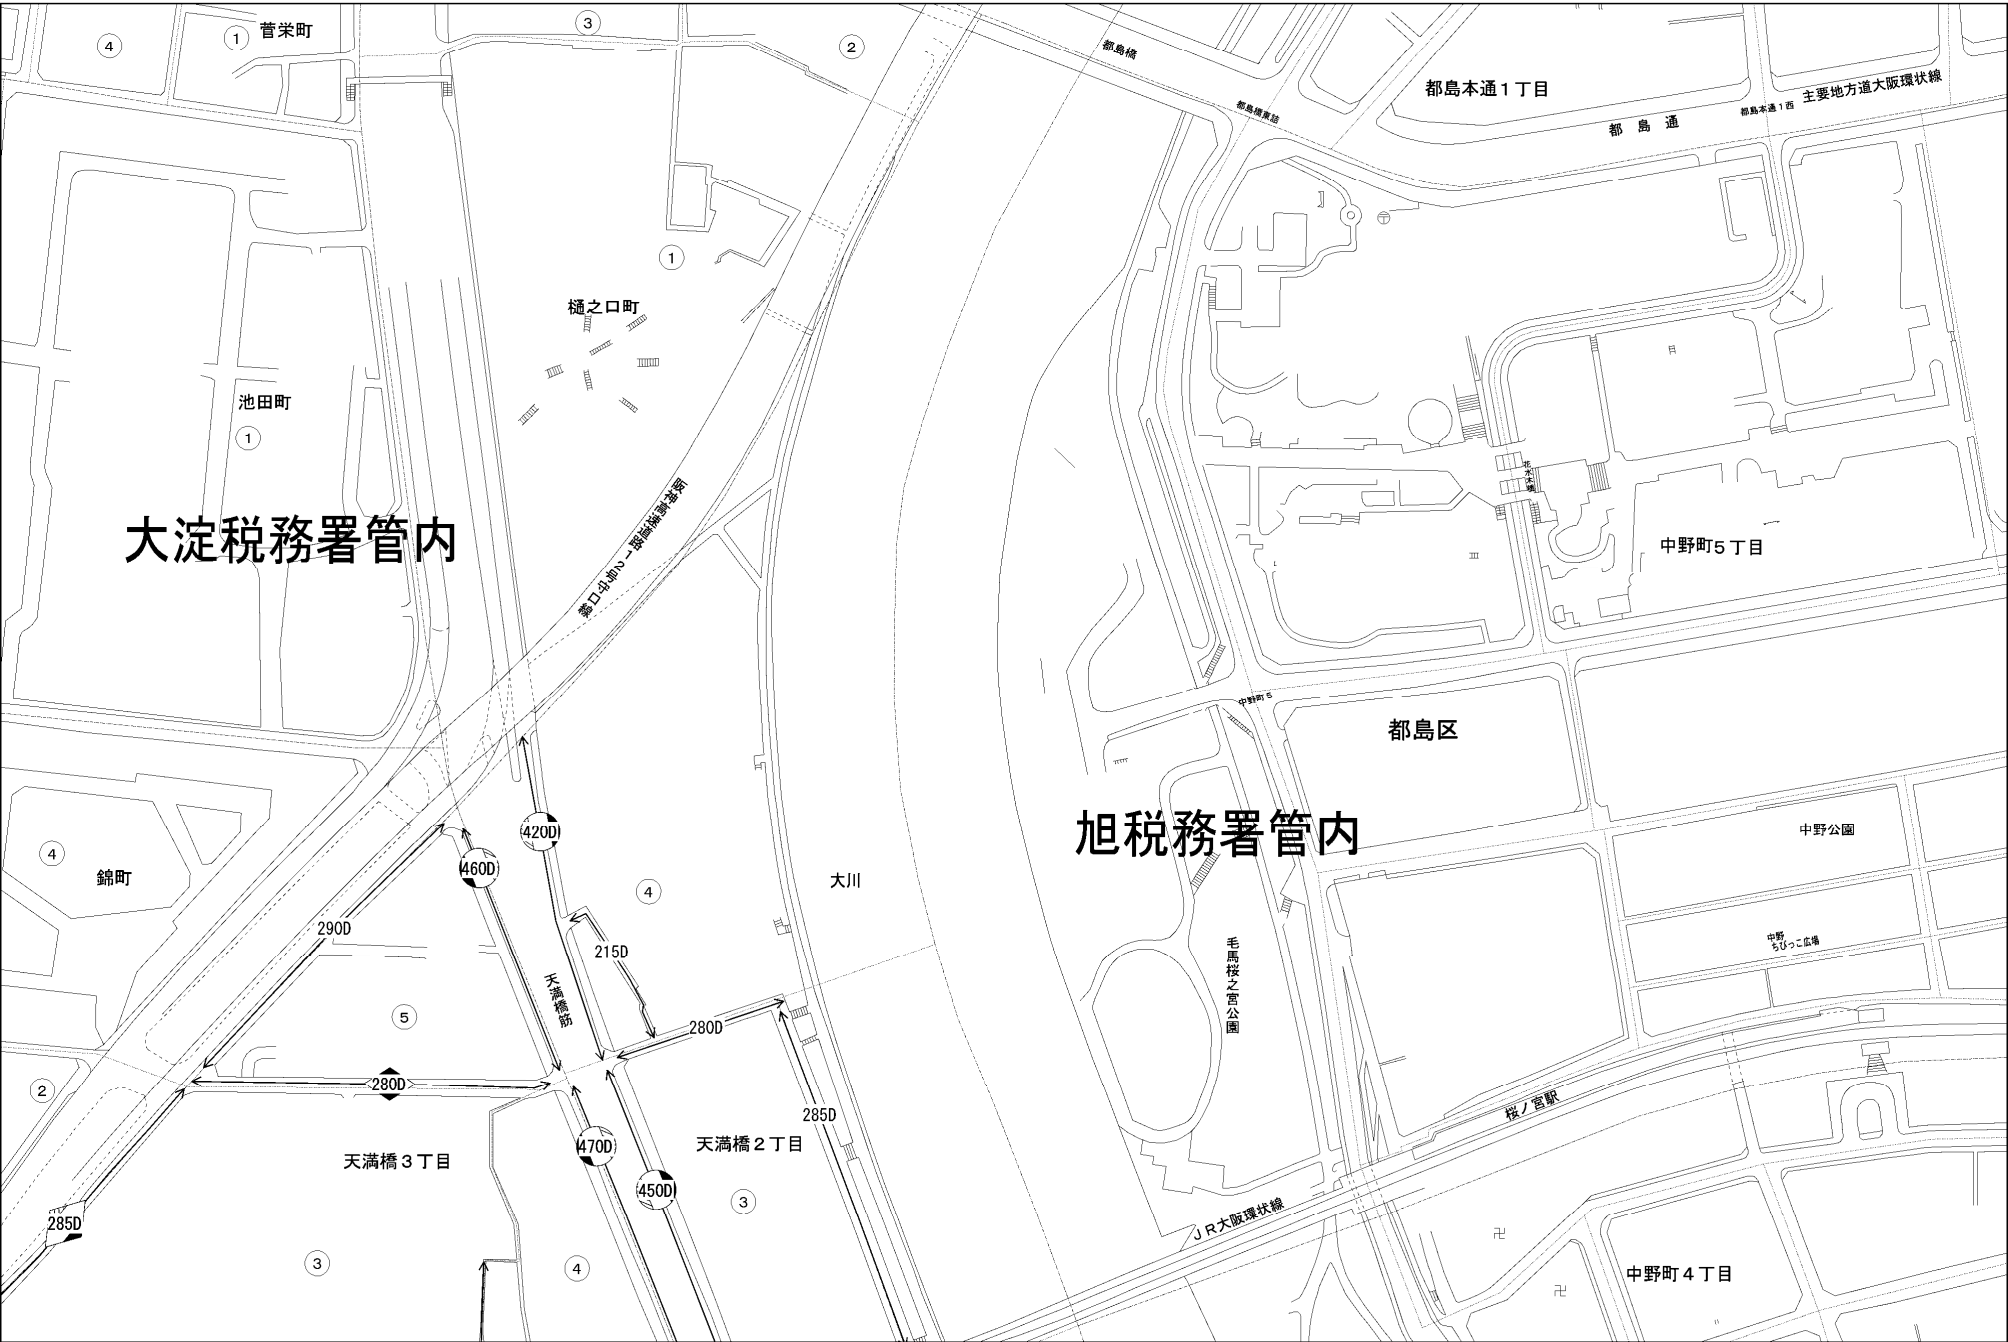 菅栄町
④
①
③
②
都島橋
都島橋東詰
都島本通1丁目
都島通
都島本通1西
主要地方道大阪環状線
①
樋之口町
池田町
①
大淀税務署管内
阪神高速道路12号守口線
花水木橋
中野町5丁目
中野町5
都島区
旭税務署管内
中野公園
④
錦町
420D
460D
④
大川
290D
215D
天満橋筋
毛馬桜之宮公園
中野
ちびっこ広場
⑤
280D
280D
②
285D
桜ノ宮駅
天満橋3丁目
470D
天満橋2丁目
450D
③
285D
JR大阪環状線
③
④
中野町4丁目